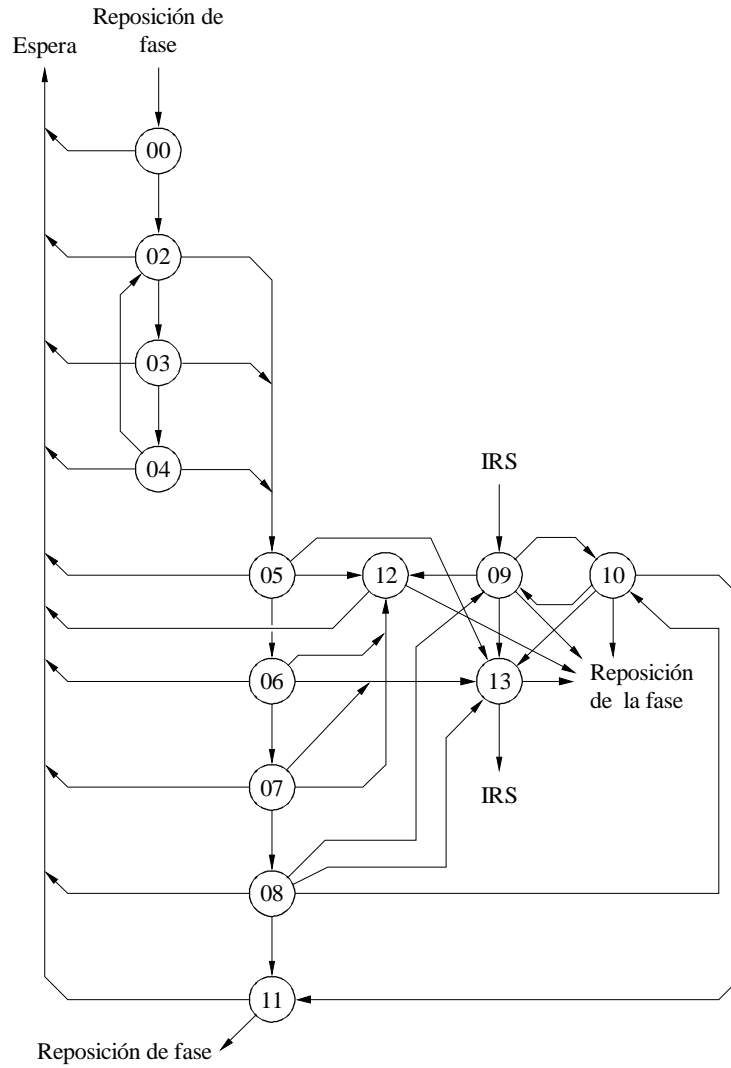 Reposición de
fase
Espera
00
02
03
04
IRS
05
12
09
10
06
13
Reposición
de la fase
07
IRS
08
11
Reposición de fase